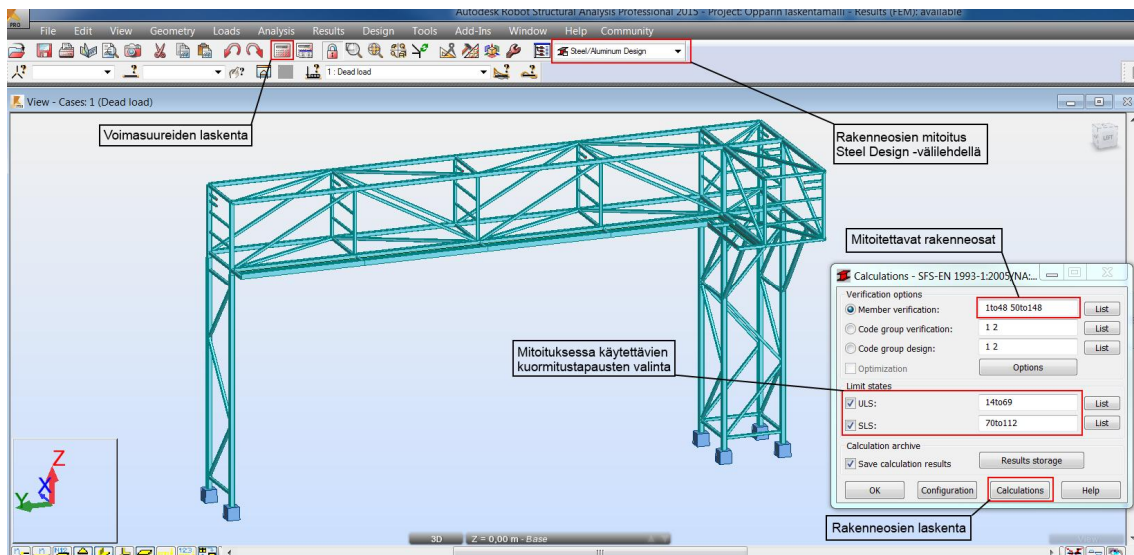 Autodesk Robot Structural Analysis Professional 2015 - Project: Opparin laskentamalli - Results (FEM): available
PRO
File Edit View Geometry Loads Analysis Results Design Tools Add-Ins Window Help Community
Steel/Aluminum Design
1 : Dead load
View - Cases: 1 (Dead load)
Voimasuureiden laskenta
Rakenneosien mitoitus
Steel Design -välilehdellä
Mitoitettavat rakenneosat
Calculations - SFS-EN 1993-1:2005/NA:...
Verification options
Member verification: 1to48 50to148 List
Code group verification: 1 2 List
Code group design: 1 2 List
Optimization Options
Mitoituksessa käytettävien
kuormitustapausten valinta
Limit states
ULS: 14to69 List
SLS: 70to112 List
Calculation archive
Save calculation results Results storage
OK Configuration Calculations Help
Rakenneosien laskenta
Z
X
Y
3D Z = 0,00 m - Base